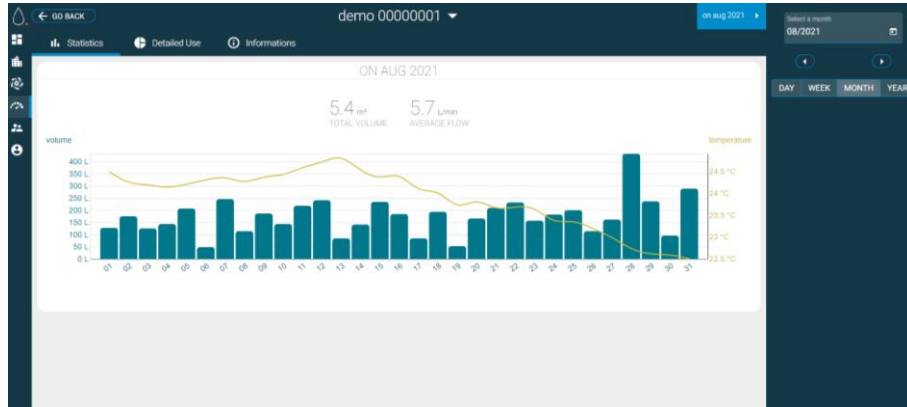 GO BACK
demo 00000001
on aug 2021
Select a month
08/2021
Statistics
Detailed Use
Informations
DAY WEEK MONTH YEAR
ON AUG 2021
5.4 m³
TOTAL VOLUME
5.7 L/min
AVERAGE FLOW
volume
temperature
400 L
350 L
300 L
250 L
200 L
150 L
100 L
50 L
0 L
24.5 °C
24 °C
23.5 °C
23 °C
22.5 °C
01 02 03 04 05 06 07 08 09 10 11 12 13 14 15 16 17 18 19 20 21 22 23 24 25 26 27 28 29 30 31